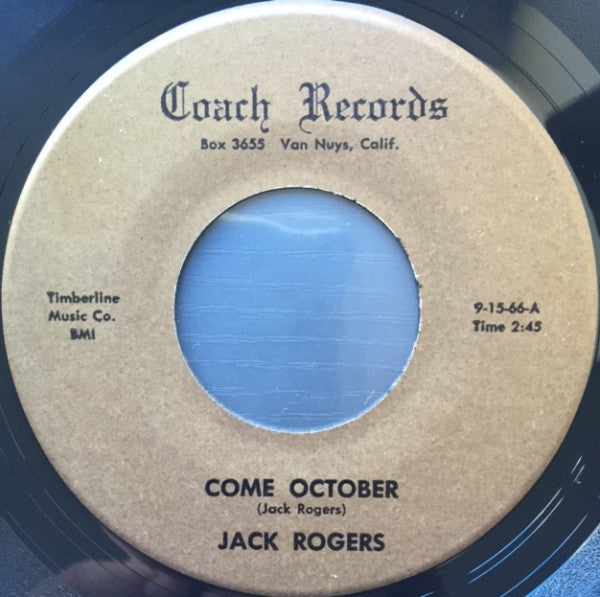 Coach Records
Box 3655 Van Nuys, Calif.
Timberline
Music Co.
BMI
9-15-66-A
Time 2:45
COME OCTOBER
(Jack Rogers)
JACK ROGERS